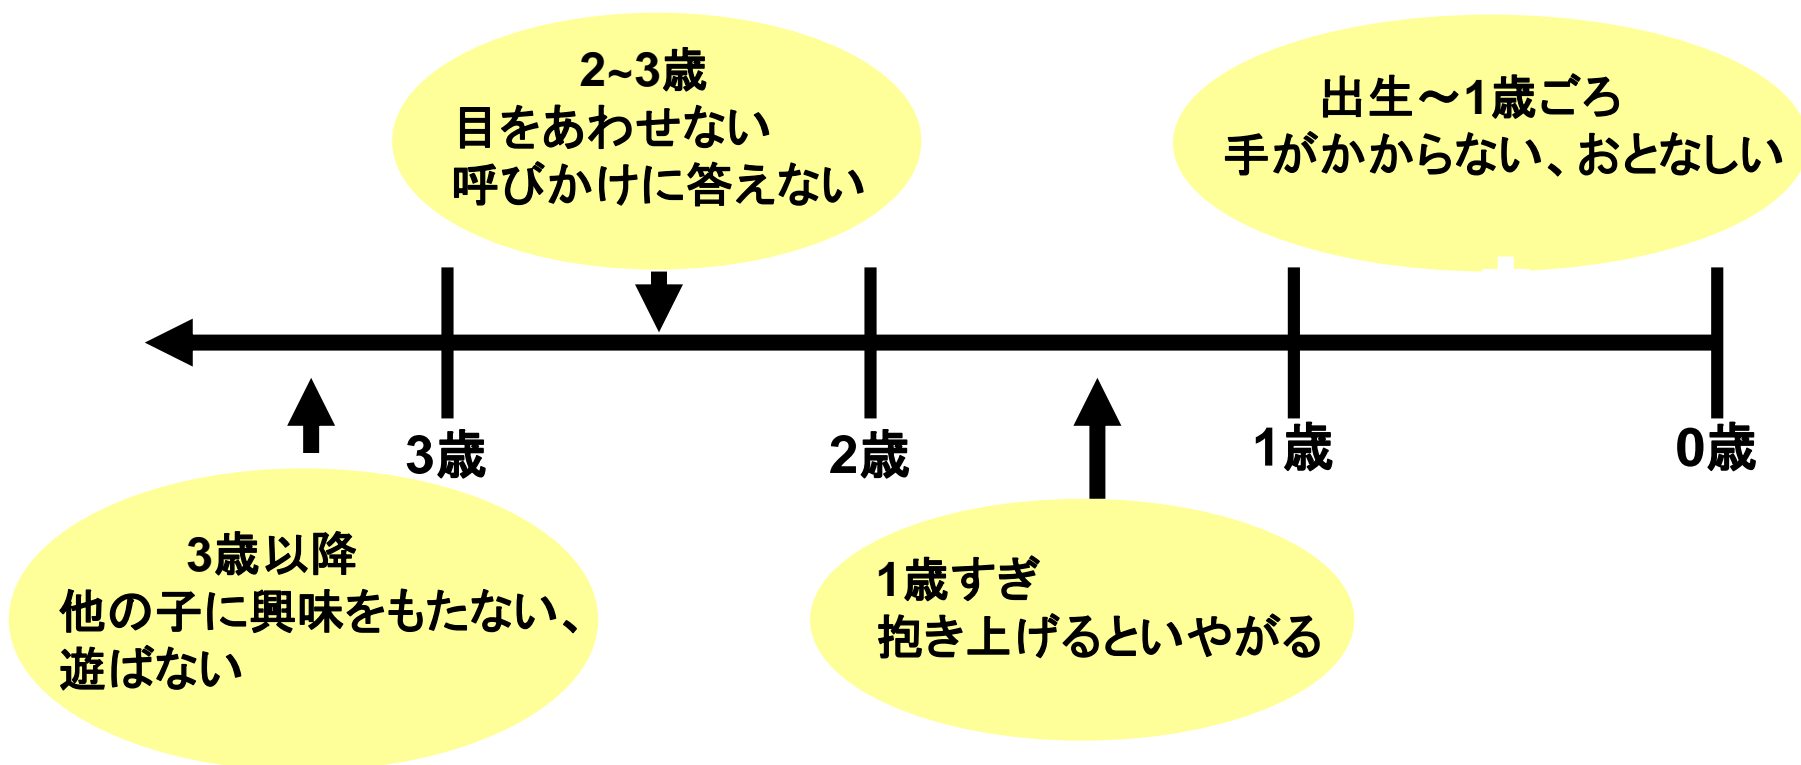 2~3歳
目をあわせない
呼びかけに答えない
出生～1歳ごろ
手がかからない、おとなしい
3歳
2歳
1歳
0歳
3歳以降
他の子に興味をもたない、
遊ばない
1歳すぎ
抱き上げるといやがる